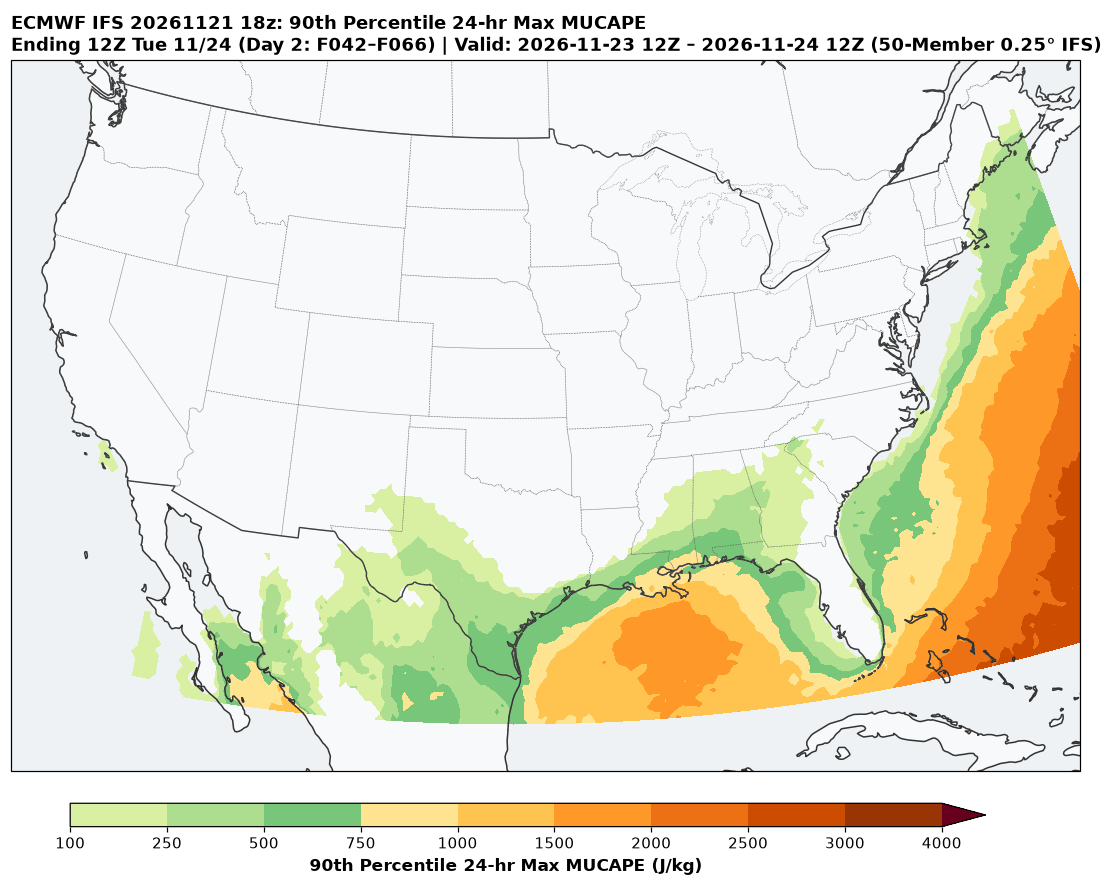 ECMWF IFS 20261121 18z: 90th Percentile 24-hr Max MUCAPE
Ending 12Z Tue 11/24 (Day 2: F042–F066) | Valid: 2026-11-23 12Z – 2026-11-24 12Z (50-Member 0.25° IFS)
100 250 500 750 1000 1500 2000 2500 3000 4000
90th Percentile 24-hr Max MUCAPE (J/kg)